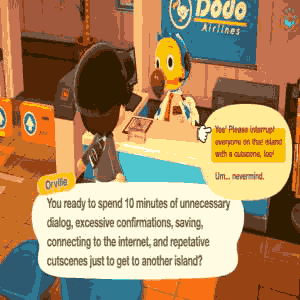 Dodo
Airlines
Yes! Please interrupt
everyone on that island
with a cutscene, too!
Um... nevermind.
Orville
You ready to spend 10 minutes of unnecessary
dialog, excessive confirmations, saving,
connecting to the internet, and repetative
cutscenes just to get to another island?